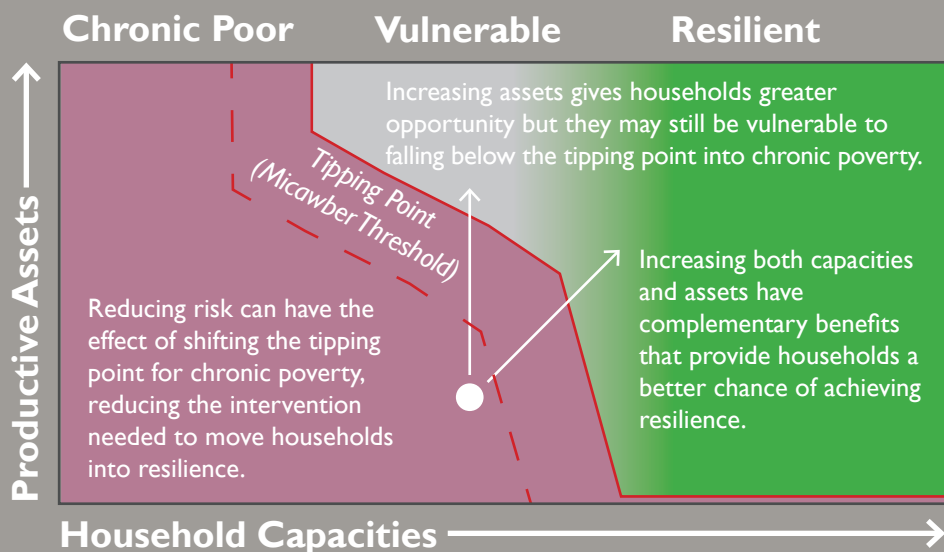 Chronic Poor
Vulnerable
Resilient
Productive Assets
Increasing assets gives households greater
opportunity but they may still be vulnerable to
falling below the tipping point into chronic poverty.
Tipping Point
(Micawber Threshold)
Reducing risk can have the
effect of shifting the tipping
point for chronic poverty,
reducing the intervention
needed to move households
into resilience.
Increasing both capacities
and assets have
complementary benefits
that provide households a
better chance of achieving
resilience.
Household Capacities